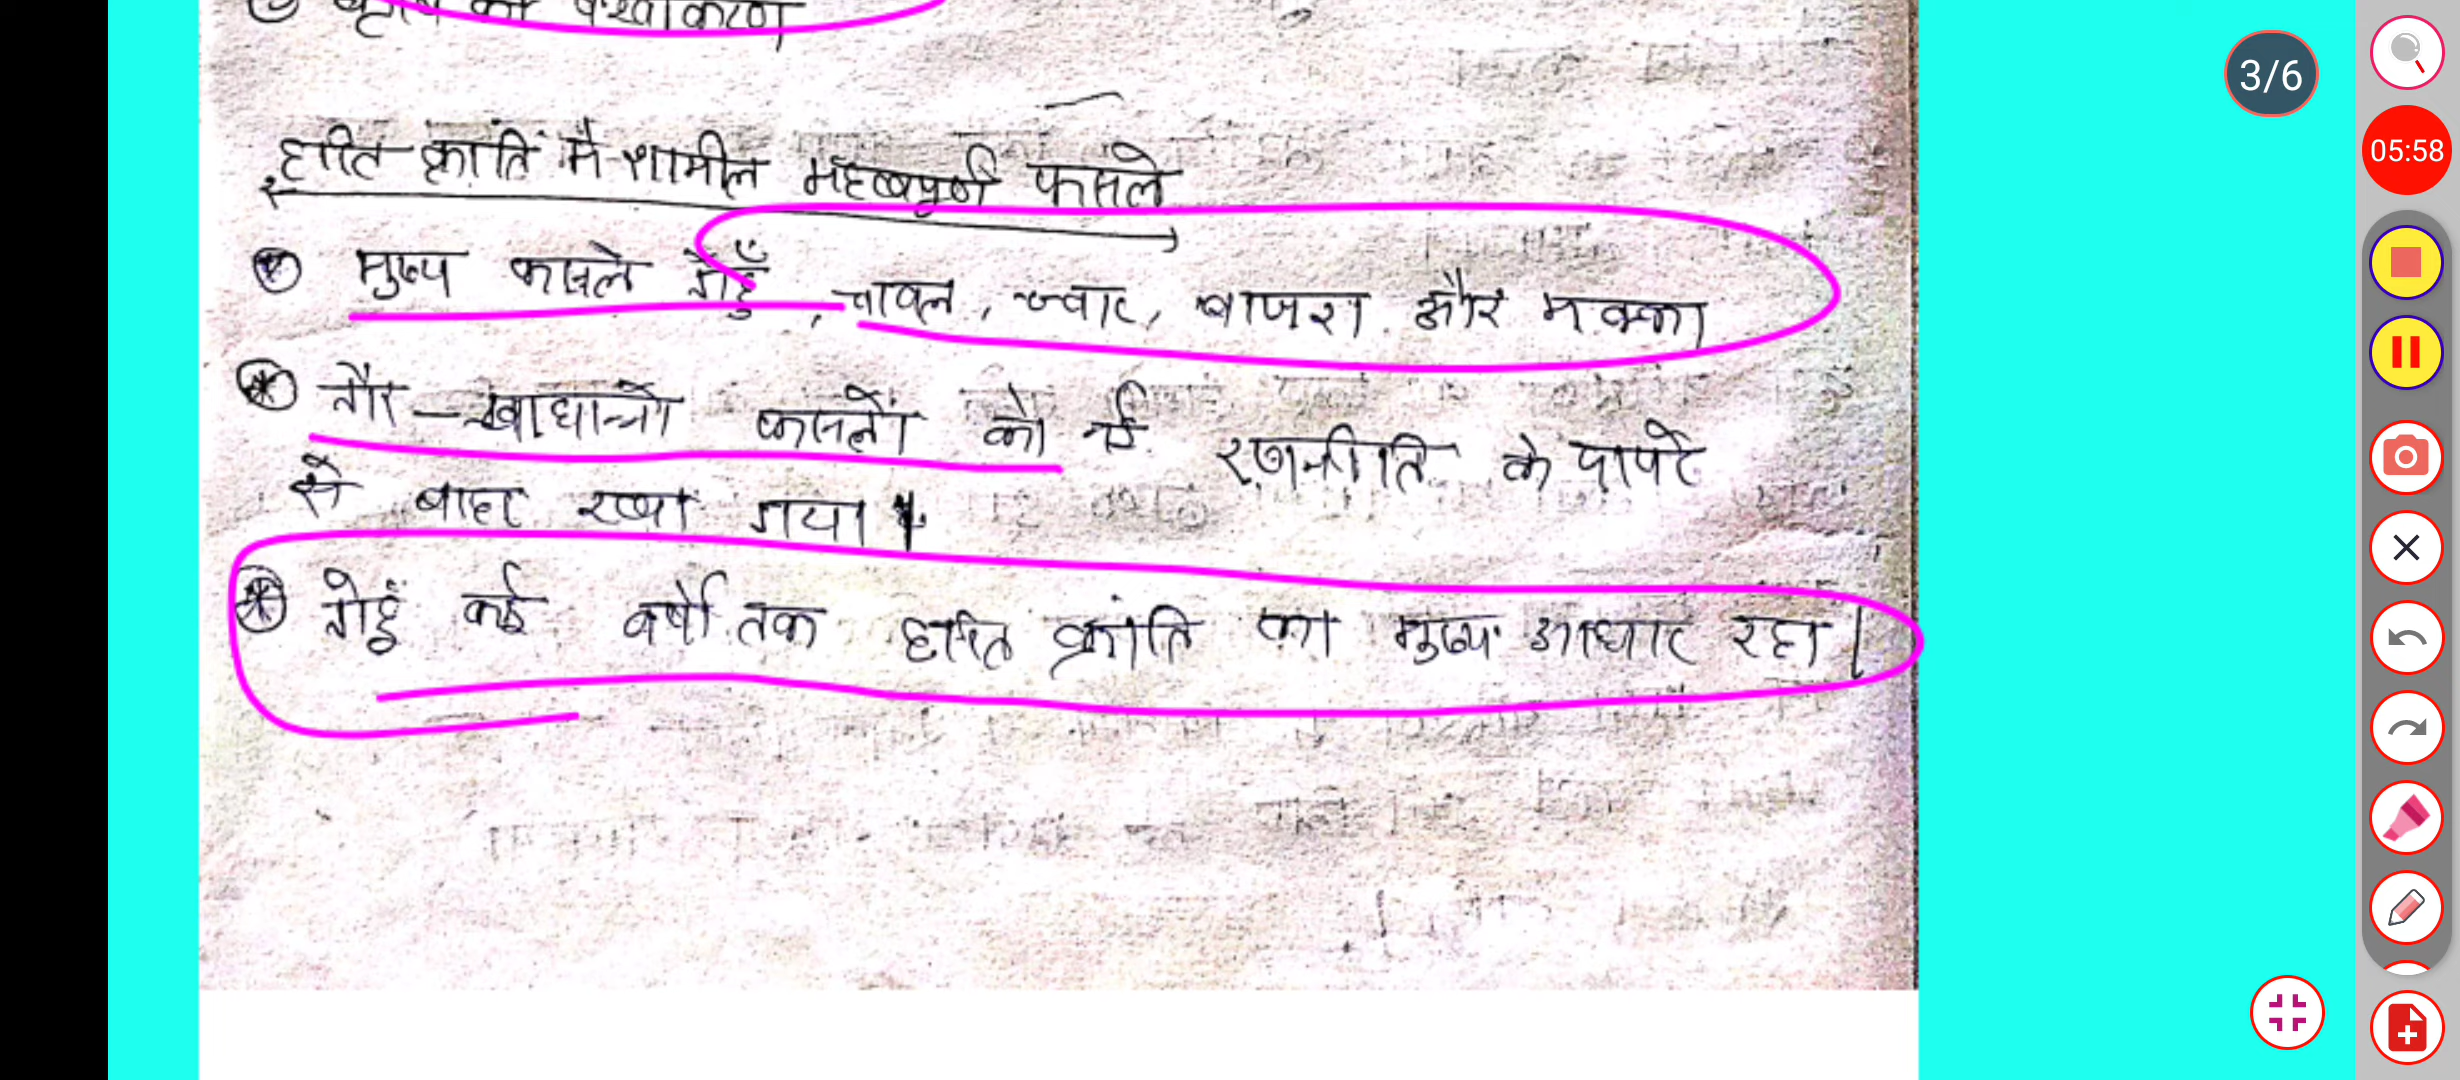 3/6
05:58
हरित क्रांति में शामील महत्वपूर्ण फसले
मुख्य फसले गेहूँ, चावल, ज्वार, बाजरा और मक्का
गैर-खाधान्नो फसलों को नई रणनीति के दायरे
से बाहर रखा गया।
गेहूं कई वर्षों तक हरित क्रांति का मुख्य आधार रहा।